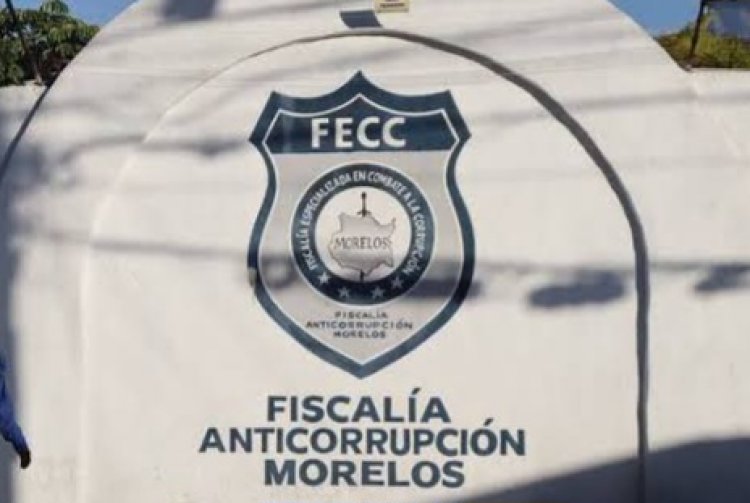 FECC
FISCALÍA ESPECIALIZADA EN COMBATE A LA CORRUPCIÓN
MORELOS
FISCALÍA
ANTICORRUPCIÓN
MORELOS
FISCALÍA
ANTICORRUPCIÓN
MORELOS